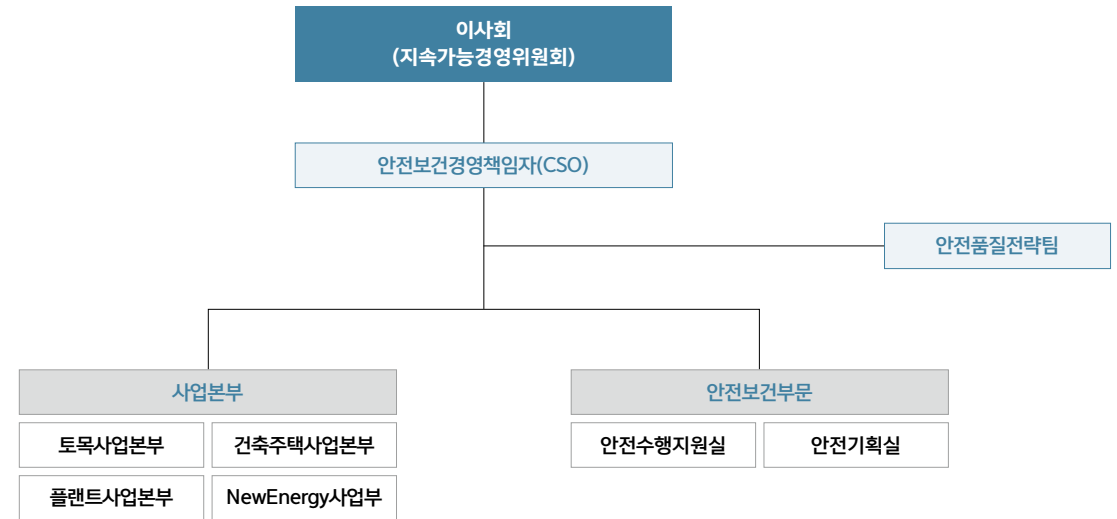 이사회
(지속가능경영위원회)
안전보건경영책임자(CSO)
안전품질전략팀
사업본부
안전보건부문
토목사업본부
건축주택사업본부
안전수행지원실
안전기획실
플랜트사업본부
NewEnergy사업부